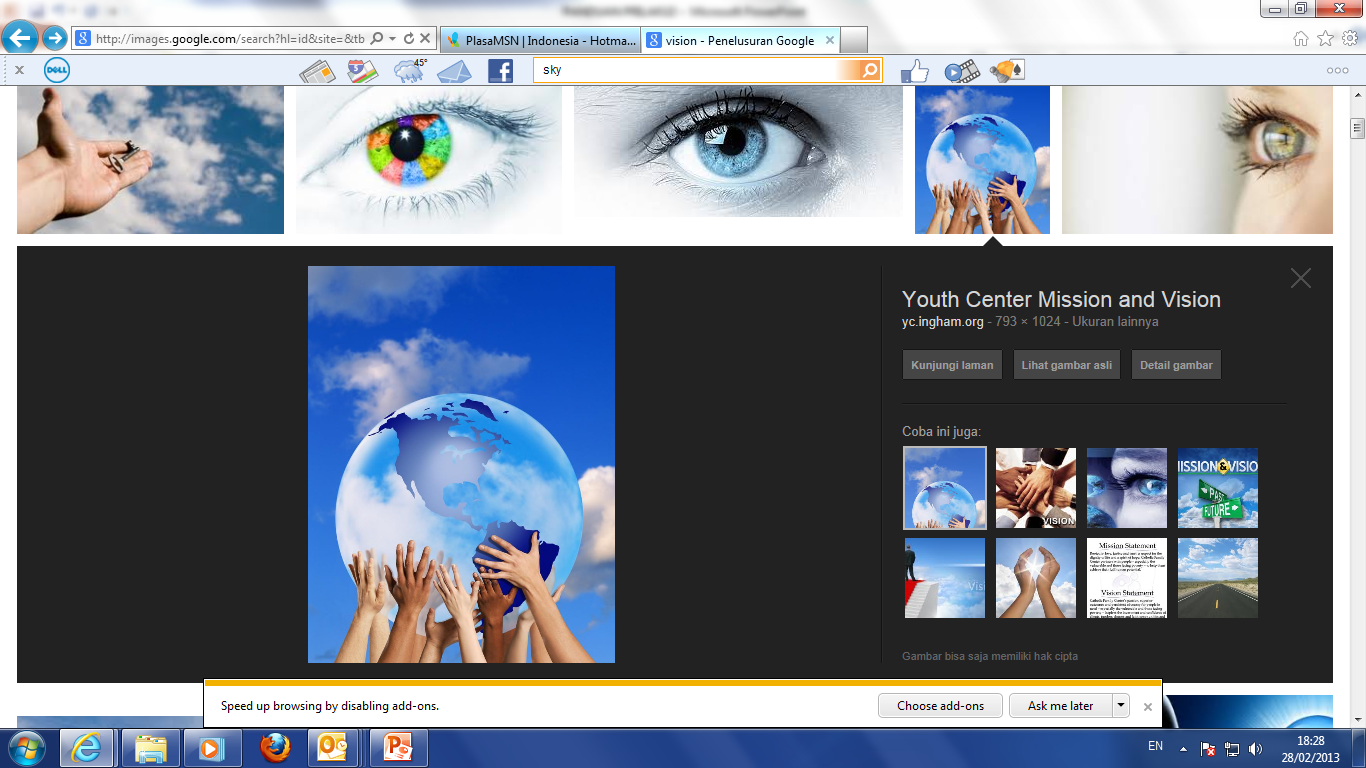 http://images.google.com/search?hl=id&site=&tb
PlasaMSN | Indonesia - Hotma...
vision - Penelusuran Google
DELL
45°
sky
Youth Center Mission and Vision
yc.ingham.org - 793 × 1024 - Ukuran lainnya
Kunjungi laman
Lihat gambar asli
Detail gambar
Coba ini juga:
VISION
MISSION & VISIO
PAST
FUTURE
Mission Statement
Vision Statement
Gambar bisa saja memiliki hak cipta
Speed up browsing by disabling add-ons.
Choose add-ons
Ask me later
EN
18:28
28/02/2013